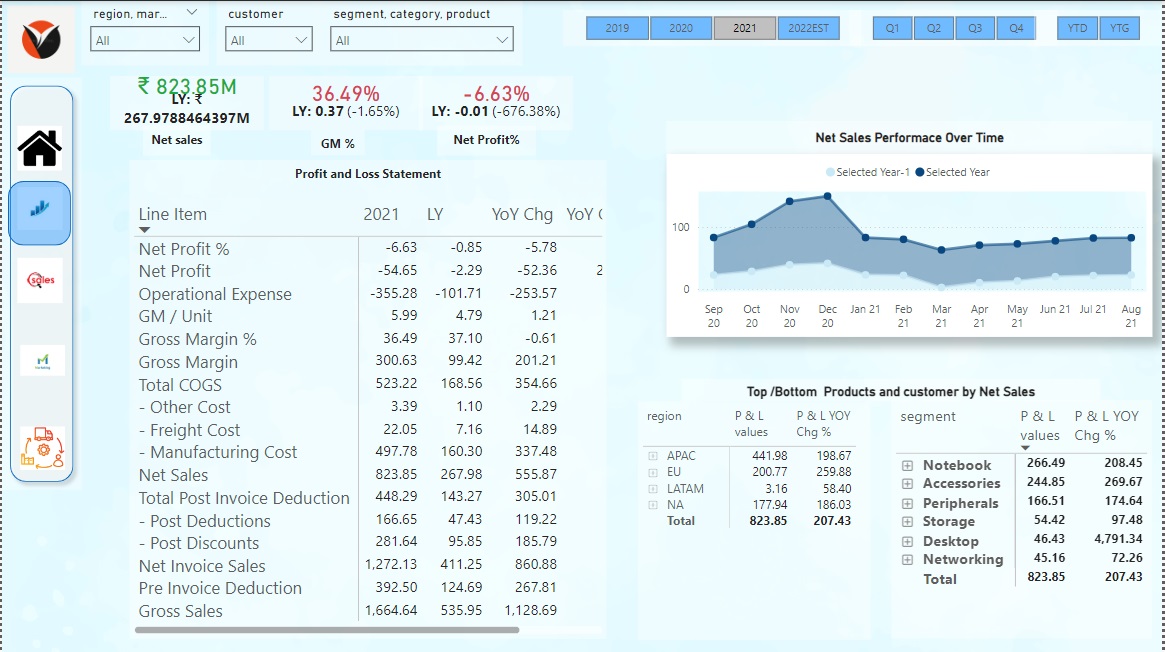 region, mar...
customer
segment, category, product
All
All
All
2019
2020
2021
2022EST
Q1
Q2
Q3
Q4
YTD
YTG
₹ 823.85M
LY: ₹
267.9788464397M
Net sales
36.49%
LY: 0.37 (-1.65%)
GM %
-6.63%
LY: -0.01 (-676.38%)
Net Profit%
sales
Profit and Loss Statement
Line Item 2021 LY YoY Chg YoY C
Net Profit % -6.63 -0.85 -5.78
Net Profit -54.65 -2.29 -52.36 2
Operational Expense -355.28 -101.71 -253.57
GM / Unit 5.99 4.79 1.21
Gross Margin % 36.49 37.10 -0.61
Gross Margin 300.63 99.42 201.21
Total COGS 523.22 168.56 354.66
- Other Cost 3.39 1.10 2.29
- Freight Cost 22.05 7.16 14.89
- Manufacturing Cost 497.78 160.30 337.48
Net Sales 823.85 267.98 555.87
Total Post Invoice Deduction 448.29 143.27 305.01
- Post Deductions 166.65 47.43 119.22
- Post Discounts 281.64 95.85 185.79
Net Invoice Sales 1,272.13 411.25 860.88
Pre Invoice Deduction 392.50 124.69 267.81
Gross Sales 1,664.64 535.95 1,128.69
Net Sales Performace Over Time
Selected Year-1 Selected Year
100
0
Sep Oct Nov Dec Jan 21 Feb Mar Apr May Jun 21 Jul 21 Aug
20 20 20 20 21 21 21 21 21
Top /Bottom Products and customer by Net Sales
region P & L P & L YOY
values Chg %
APAC 441.98 198.67
EU 200.77 259.88
LATAM 3.16 58.40
NA 177.94 186.03
Total 823.85 207.43
segment P & L P & L YOY
values Chg %
Notebook 266.49 208.45
Accessories 244.85 269.67
Peripherals 166.51 174.64
Storage 54.42 97.48
Desktop 46.43 4,791.34
Networking 45.16 72.26
Total 823.85 207.43